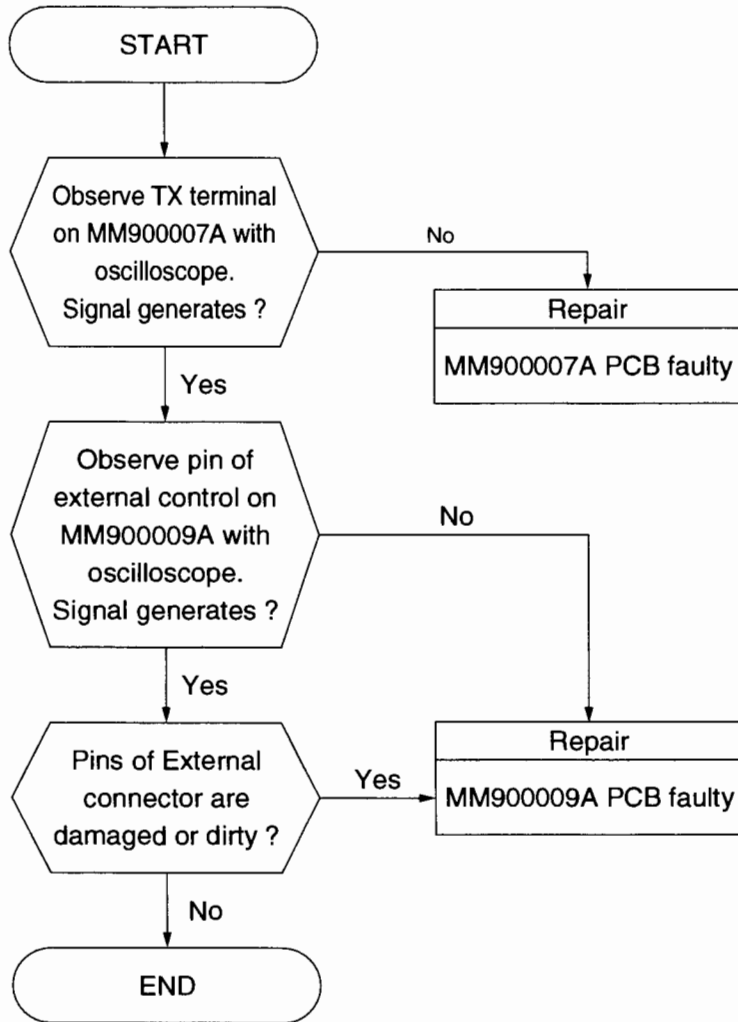 START
Observe TX terminal
on MM900007A with
oscilloscope.
Signal generates ?
No
Repair
MM900007A PCB faulty
Yes
Observe pin of
external control on
MM900009A with
oscilloscope.
Signal generates ?
No
Yes
Pins of External
connector are
damaged or dirty ?
Yes
Repair
MM900009A PCB faulty
No
END